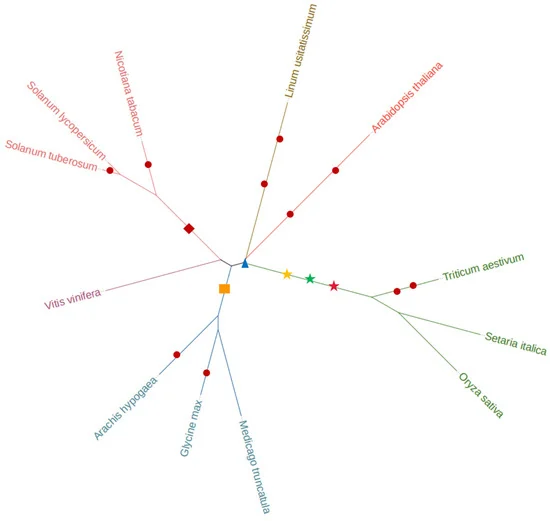 Linum usitatissimum
Arabidopsis thaliana
Nicotiana tabacum
Solanum lycopersicum
Solanum tuberosum
Vitis vinifera
Triticum aestivum
Setaria italica
Oryza sativa
Arachis hypogaea
Glycine max
Medicago truncatula